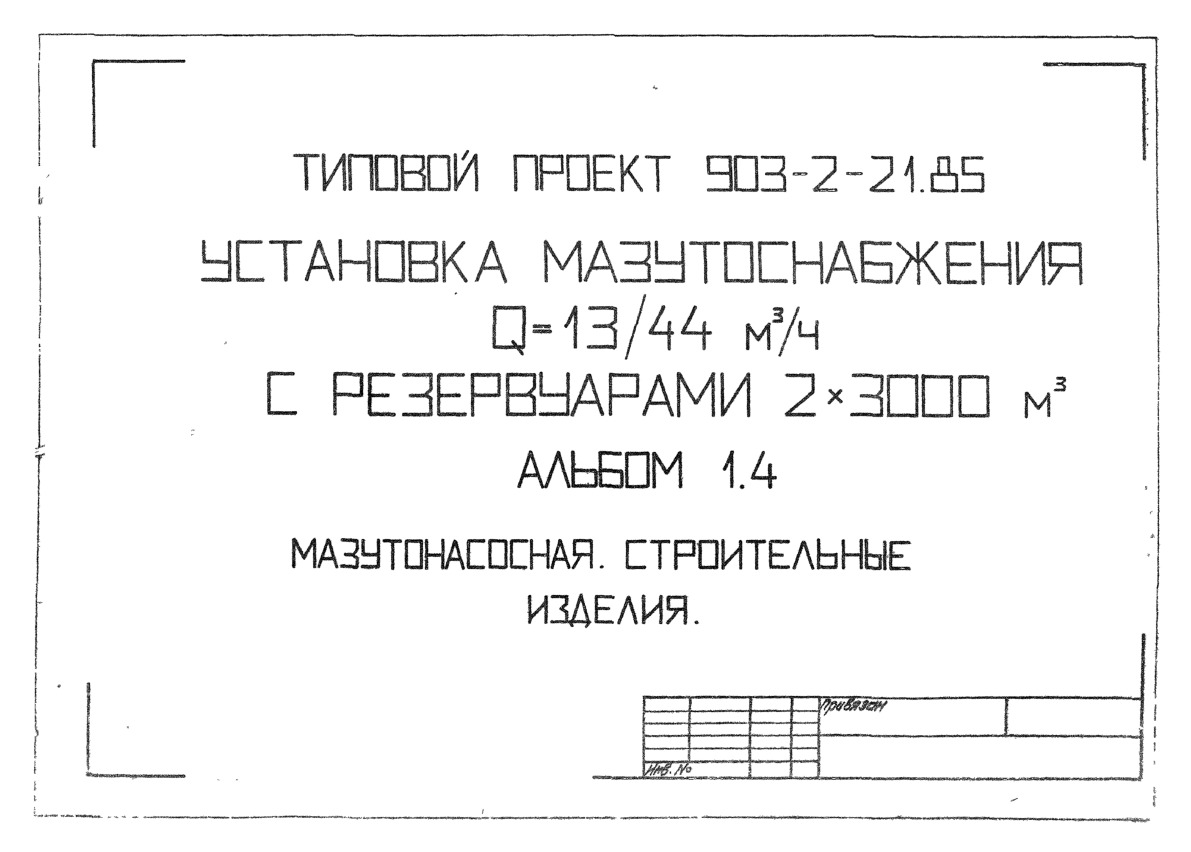 ТИПОВОЙ ПРОЕКТ 903-2-21.85
УСТАНОВКА МАЗУТОСНАБЖЕНИЯ
Q=13/44 м³/ч
С РЕЗЕРВУАРАМИ 2×3000 м³
АЛЬБОМ 1.4
МАЗУТОНАСОСНАЯ. СТРОИТЕЛЬНЫЕ
ИЗДЕЛИЯ.
Привязан
Инв. №